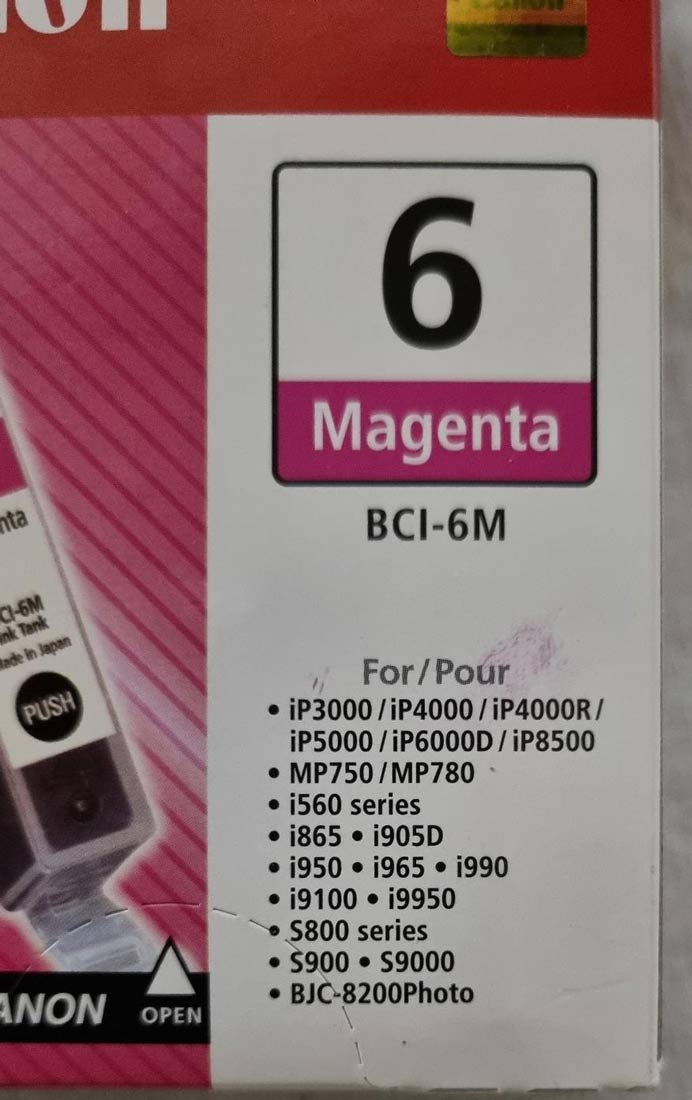 Canon
6
Magenta
BCI-6M
For/Pour
• iP3000/iP4000/iP4000R/
iP5000/iP6000D/iP8500
• MP750/MP780
• i560 series
• i865 • i905D
• i950 • i965 • i990
• i9100 • i9950
• S800 series
• S900 • S9000
• BJC-8200Photo
nta
CI-6M
nk Tank
ade in Japan
PUSH
ANON
OPEN